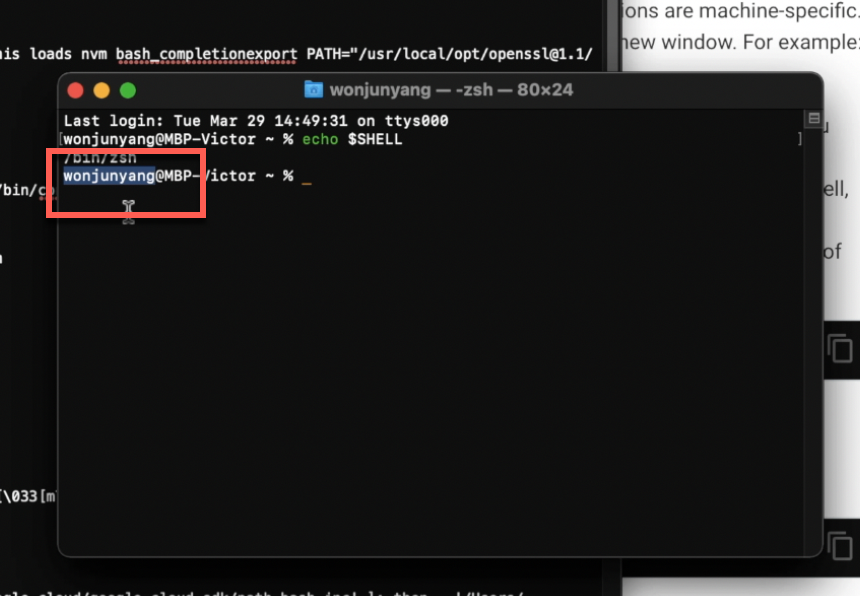 ions are machine-specific.
his loads nvm bash_completionexport PATH="/usr/local/opt/openssl@1.1/
new window. For example:
wonjunyang — -zsh — 80×24
Last login: Tue Mar 29 14:49:31 on ttys000
[wonjunyang@MBP-Victor ~ % echo $SHELL ]
/bin/zsh
wonjunyang@MBP-Victor ~ % _
/bin/
ell,
of
[\033[m